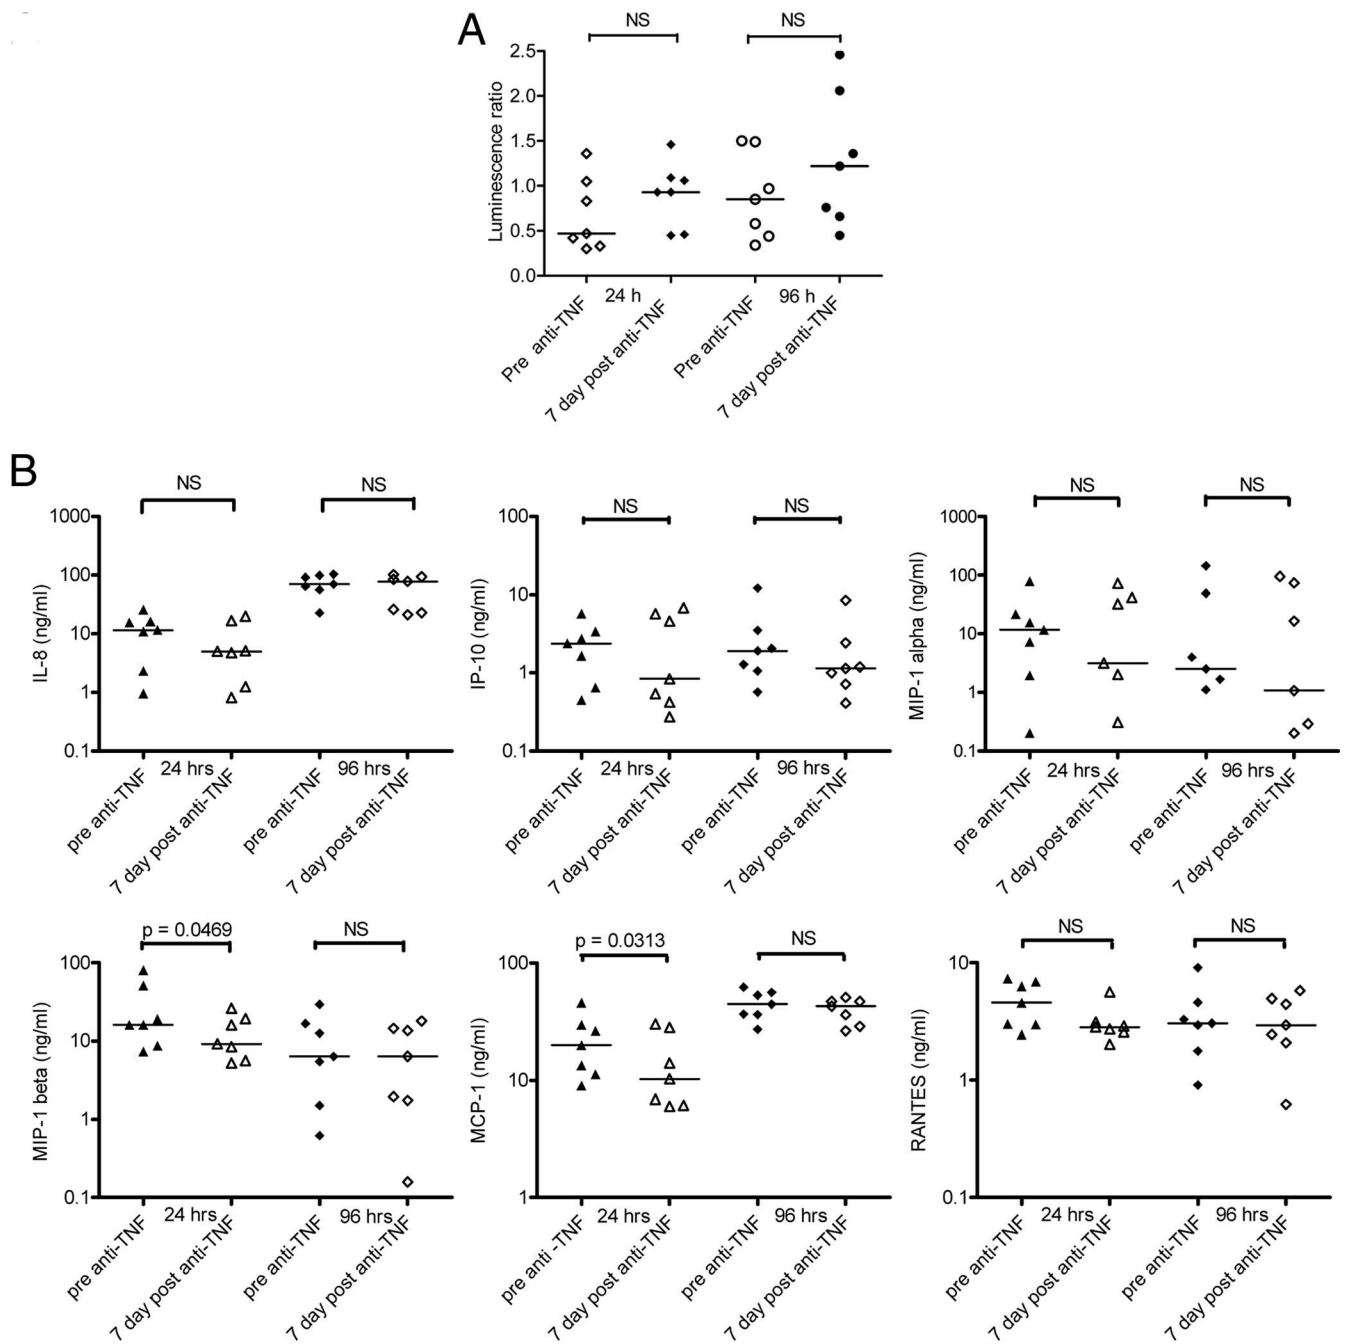 A
NS
NS
Luminescence ratio
2.5
2.0
1.5
1.0
0.5
0.0
24 h
96 h
Pre anti-TNF
7 day post anti-TNF
Pre anti-TNF
7 day post anti-TNF
B
NS
NS
IL-8 (ng/ml)
1000
100
10
1
0.1
24 hrs
96 hrs
pre anti-TNF
7 day post anti-TNF
pre anti-TNF
7 day post anti-TNF
NS
NS
IP-10 (ng/ml)
100
10
1
0.1
24 hrs
96 hrs
pre anti-TNF
7 day post anti-TNF
pre anti-TNF
7 day post anti-TNF
NS
NS
MIP-1 alpha (ng/ml)
1000
100
10
1
0.1
24 hrs
96 hrs
pre anti-TNF
7 day post anti-TNF
pre anti-TNF
7 day post anti-TNF
p = 0.0469
NS
MIP-1 beta (ng/ml)
100
10
1
0.1
24 hrs
96 hrs
pre anti-TNF
7 day post anti-TNF
pre anti-TNF
7 day post anti-TNF
p = 0.0313
NS
MCP-1 (ng/ml)
100
10
1
24 hrs
96 hrs
pre anti -TNF
7 day post anti-TNF
pre anti-TNF
7 day post anti-TNF
NS
NS
RANTES (ng/ml)
10
1
0.1
24 hrs
96 hrs
pre anti-TNF
7 day post anti-TNF
pre anti-TNF
7 day post anti-TNF